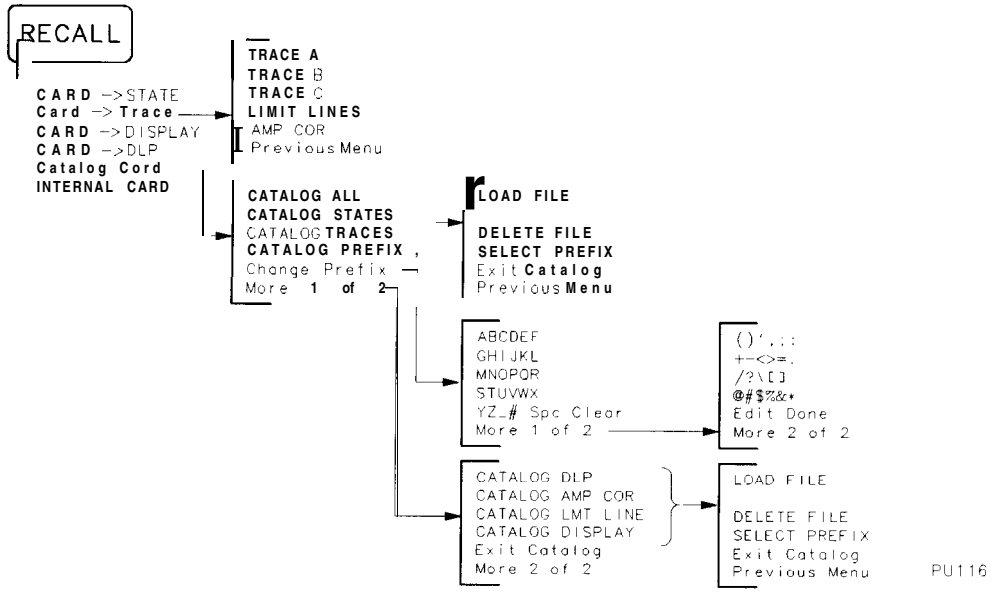 RECALL
CARD –>STATE
Card –> Trace
CARD –>DISPLAY
CARD –>DLP
Catalog Cord
INTERNAL CARD
TRACE A
TRACE B
TRACE C
LIMIT LINES
AMP COR
Previous Menu
CATALOG ALL
CATALOG STATES
CATALOG TRACES
CATALOG PREFIX ,
Change Prefix
More 1 of 2
LOAD FILE
DELETE FILE
SELECT PREFIX
Exit Catalog
Previous Menu
ABCDEF
GHIJKL
MNOPQR
STUVWX
YZ_# Spc Clear
More 1 of 2
()',;:
+-<>=.
/?\[]
@#$%&*
Edit Done
More 2 of 2
CATALOG DLP
CATALOG AMP COR
CATALOG LMT LINE
CATALOG DISPLAY
Exit Catalog
More 2 of 2
LOAD FILE
DELETE FILE
SELECT PREFIX
Exit Catalog
Previous Menu
PU116